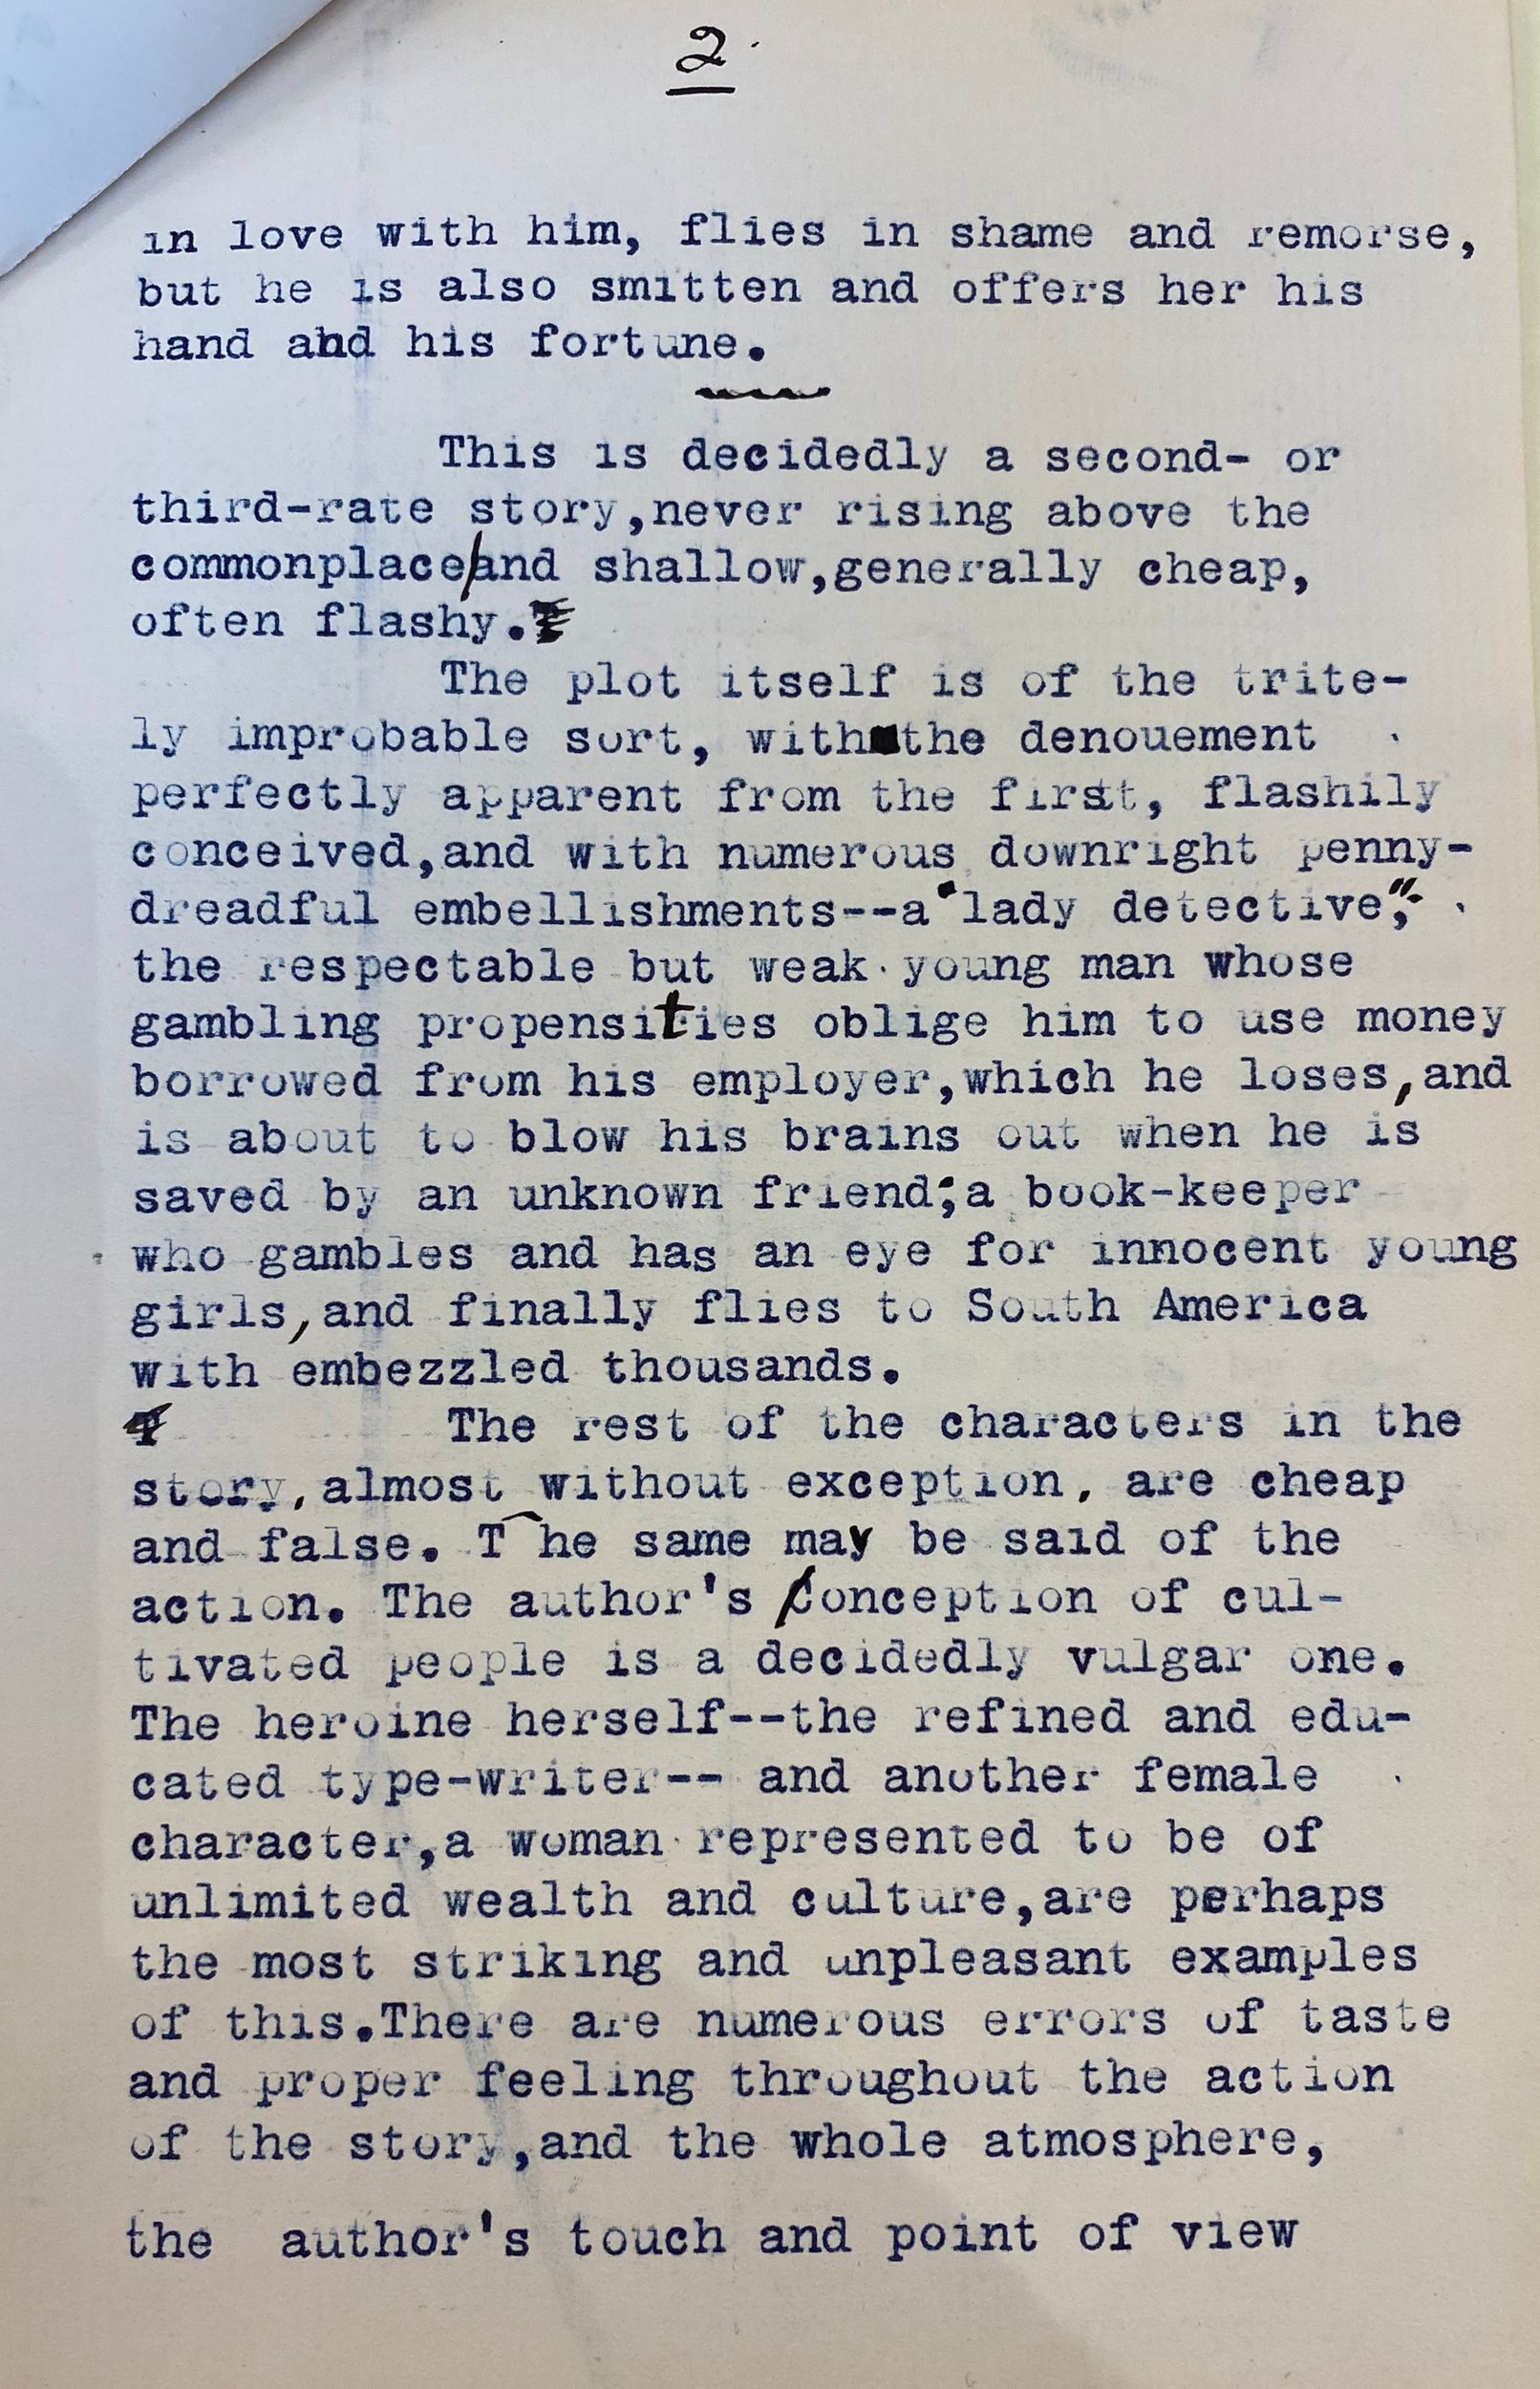 2
in love with him, flies in shame and remorse,
but he is also smitten and offers her his
hand and his fortune.
This is decidedly a second- or
third-rate story,never rising above the
commonplace/and shallow,generally cheap,
often flashy.
The plot itself is of the trite-
ly improbable sort, with the denouement
perfectly apparent from the first, flashily
conceived,and with numerous downright penny-
dreadful embellishments--a "lady detective",
the respectable but weak young man whose
gambling propensities oblige him to use money
borrowed from his employer,which he loses,and
is about to blow his brains out when he is
saved by an unknown friend;a book-keeper
who gambles and has an eye for innocent young
girls,and finally flies to South America
with embezzled thousands.
The rest of the characters in the
story,almost without exception, are cheap
and false. The same may be said of the
action. The author's conception of cul-
tivated people is a decidedly vulgar one.
The heroine herself--the refined and edu-
cated type-writer-- and another female
character,a woman represented to be of
unlimited wealth and culture,are perhaps
the most striking and unpleasant examples
of this.There are numerous errors of taste
and proper feeling throughout the action
of the story,and the whole atmosphere,
the author's touch and point of view